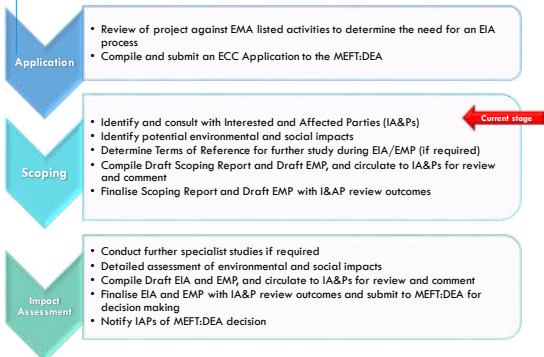 Application
• Review of project against EMA listed activities to determine the need for an EIA
process
• Compile and submit an ECC Application to the MEFT:DEA
Scoping
• Identify and consult with Interested and Affected Parties (IA&Ps)
• Identify potential environmental and social impacts
• Determine Terms of Reference for further study during EIA/EMP (if required)
• Compile Draft Scoping Report and Draft EMP, and circulate to IA&Ps for review
and comment
• Finalise Scoping Report and Draft EMP with I&AP review outcomes
Current stage
Impact
Assessment
• Conduct further specialist studies if required
• Detailed assessment of environmental and social impacts
• Compile Draft EIA and EMP, and circulate to IA&Ps for review and comment
• Finalise EIA and EMP with IA&P review outcomes and submit to MEFT:DEA for
decision making
• Notify IAPs of MEFT:DEA decision